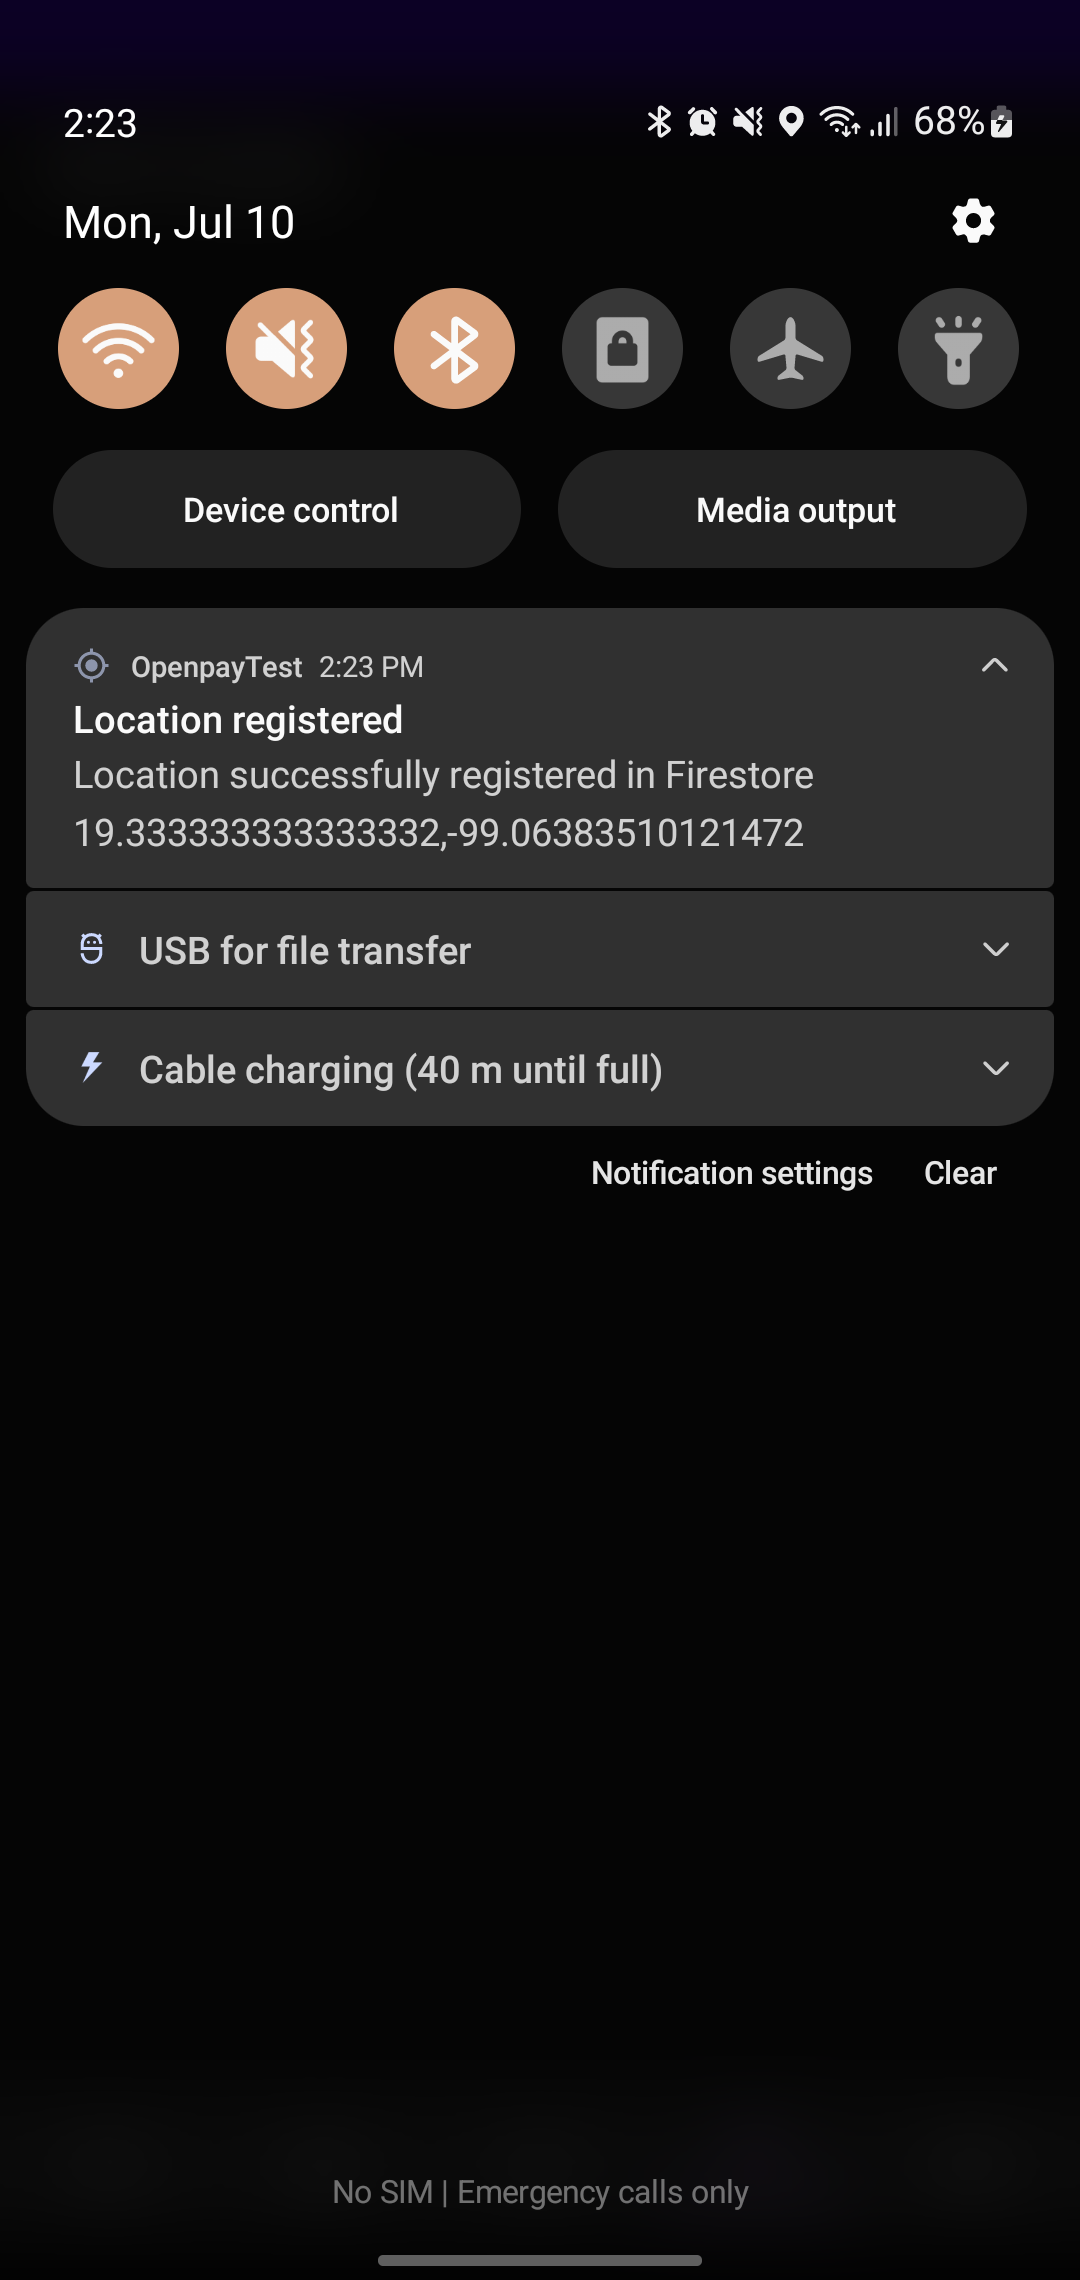 2:23 68%
Mon, Jul 10
Device control Media output
OpenpayTest 2:23 PM
Location registered
Location successfully registered in Firestore
19.333333333333332,-99.06383510121472
USB for file transfer
Cable charging (40 m until full)
Notification settings Clear
No SIM | Emergency calls only